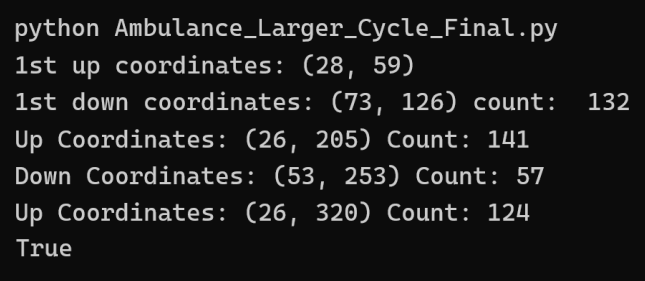 python Ambulance_Larger_Cycle_Final.py
1st up coordinates: (28, 59)
1st down coordinates: (73, 126) count:  132
Up Coordinates: (26, 205) Count: 141
Down Coordinates: (53, 253) Count: 57
Up Coordinates: (26, 320) Count: 124
True